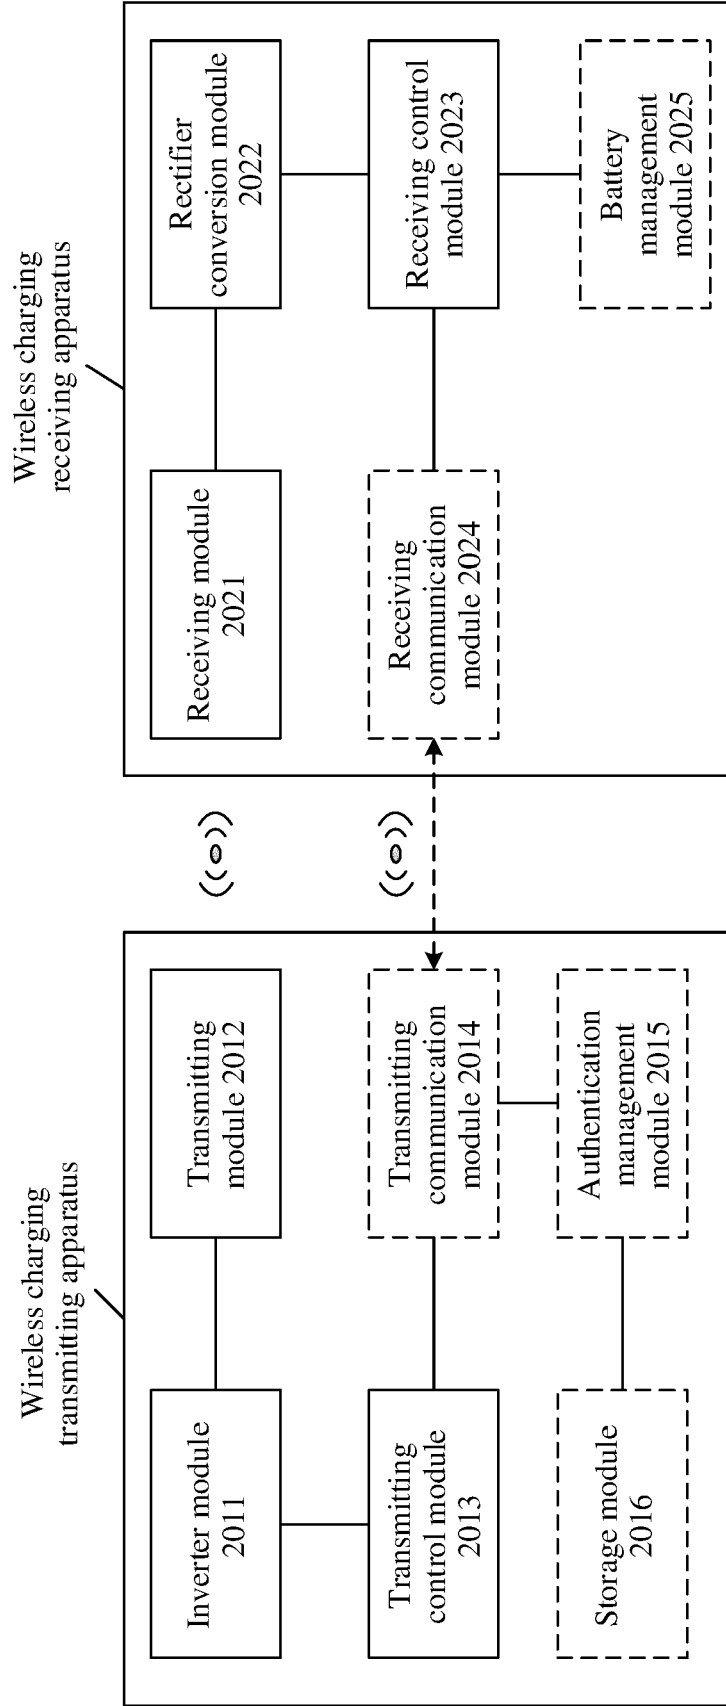 Wireless charging
transmitting apparatus
Inverter module
2011
Transmitting
module 2012
Transmitting
control module
2013
Transmitting
communication
module 2014
Storage module
2016
Authentication
management
module 2015
Wireless charging
receiving apparatus
Receiving module
2021
Rectifier
conversion module
2022
Receiving
communication
module 2024
Receiving control
module 2023
Battery
management
module 2025